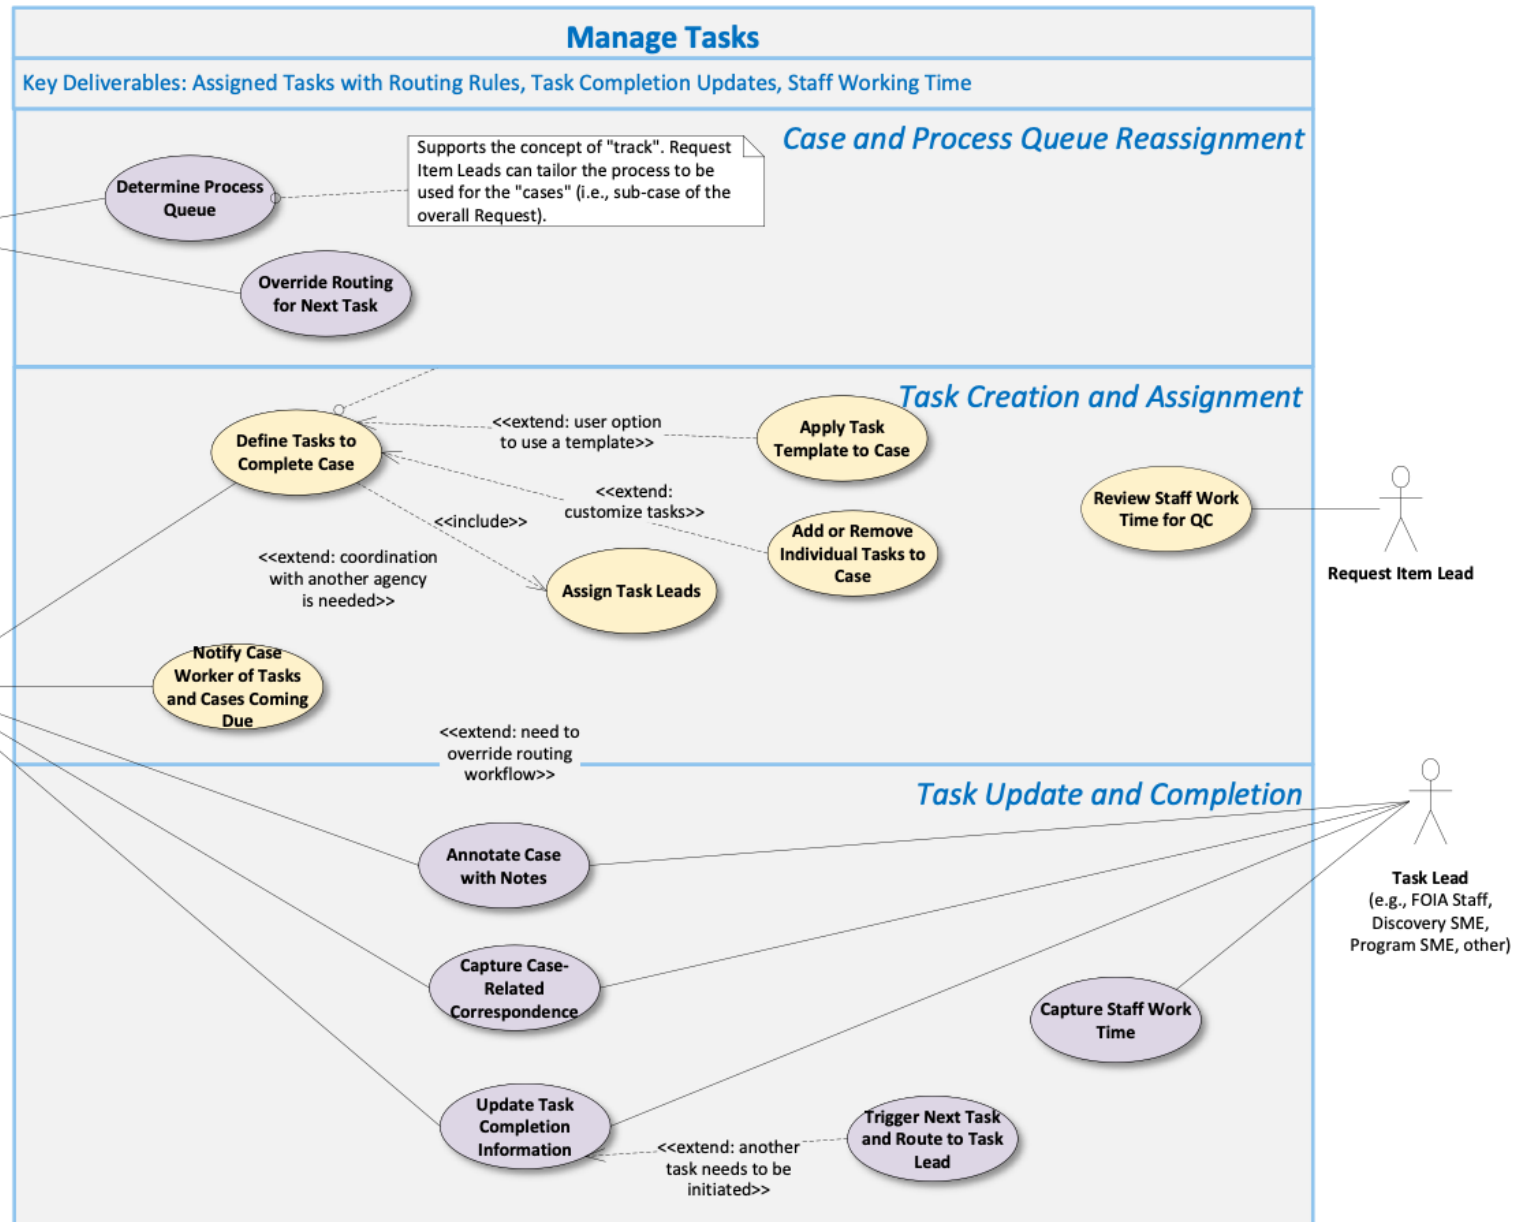 Manage Tasks
Key Deliverables: Assigned Tasks with Routing Rules, Task Completion Updates, Staff Working Time
Case and Process Queue Reassignment
Supports the concept of "track". Request
Item Leads can tailor the process to be
used for the "cases" (i.e., sub-case of the
overall Request).
Determine Process
Queue
Override Routing
for Next Task
Task Creation and Assignment
<<extend: user option
to use a template>>
Apply Task
Template to Case
Define Tasks to
Complete Case
<<extend:
customize tasks>>
Review Staff Work
Time for QC
<<include>>
Add or Remove
Individual Tasks to
Case
Request Item Lead
<<extend: coordination
with another agency
is needed>>
Assign Task Leads
Notify Case
Worker of Tasks
and Cases Coming
Due
<<extend: need to
override routing
workflow>>
Task Update and Completion
Annotate Case
with Notes
Task Lead
(e.g., FOIA Staff,
Discovery SME,
Program SME, other)
Capture Case-
Related
Correspondence
Capture Staff Work
Time
Update Task
Completion
Information
Trigger Next Task
and Route to Task
Lead
<<extend: another
task needs to be
initiated>>